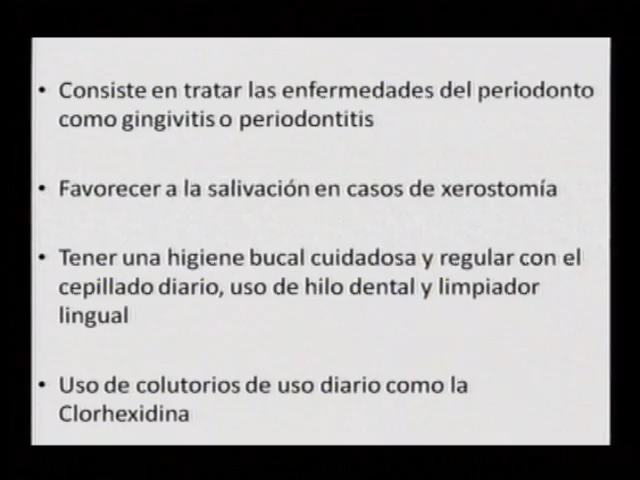 • Consiste en tratar las enfermedades del periodonto
como gingivitis o periodontitis
• Favorecer a la salivación en casos de xerostomía
• Tener una higiene bucal cuidadosa y regular con el
cepillado diario, uso de hilo dental y limpiador
lingual
• Uso de colutorios de uso diario como la
Clorhexidina